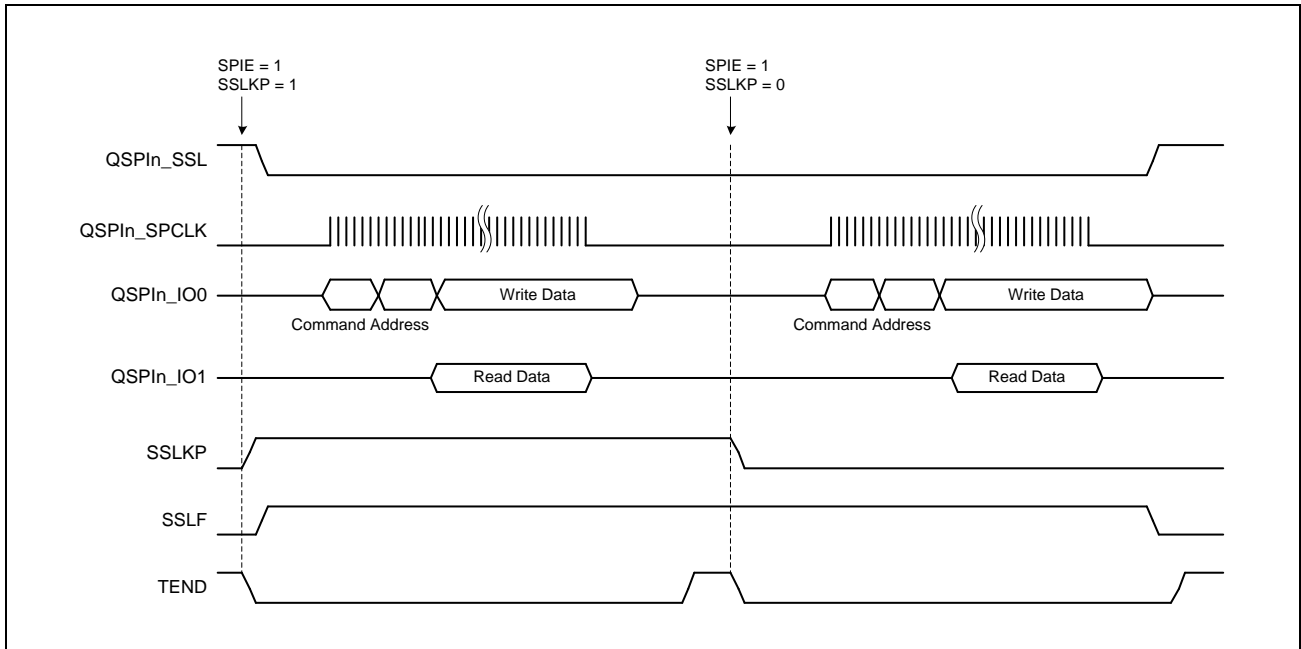 SPIE = 1
SSLKP = 1
SPIE = 1
SSLKP = 0
QSPIn_SSL
QSPIn_SPCLK
QSPIn_IO0
Write Data
Write Data
Command Address
Command Address
QSPIn_IO1
Read Data
Read Data
SSLKP
SSLF
TEND